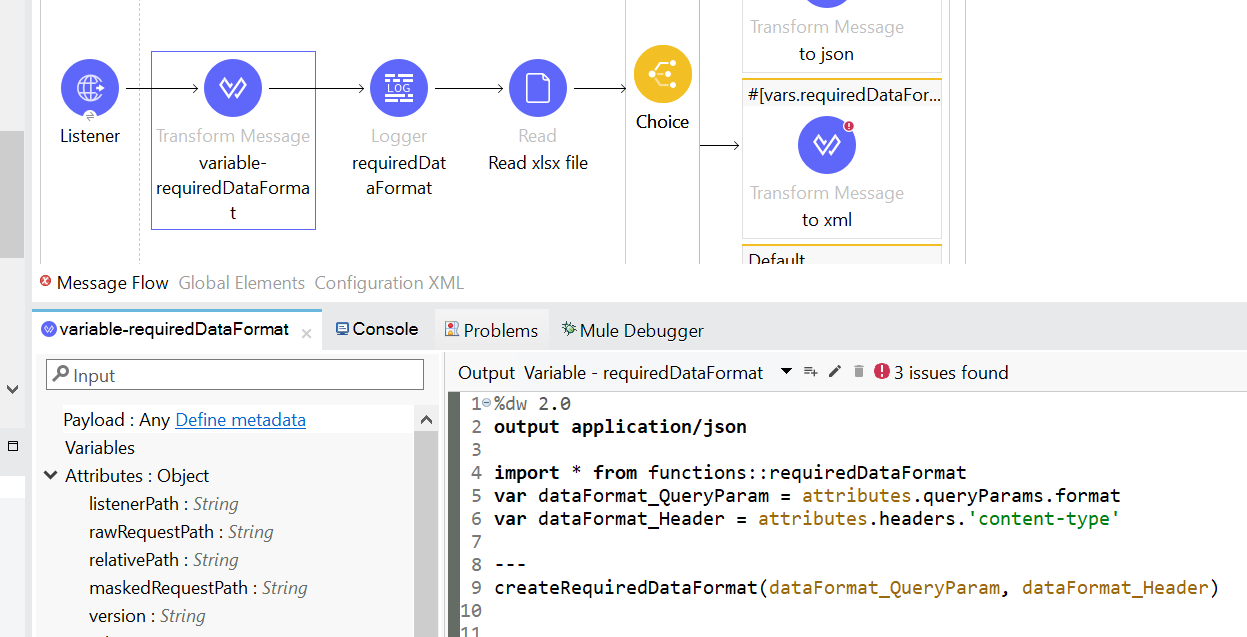 Transform Message
to json
#[vars.requiredDataFor...
LOG
Listener
Transform Message
variable-
requiredDataForma
t
Logger
requiredDat
aFormat
Read
Read xlsx file
Choice
Transform Message
to xml
Default
Message Flow Global Elements Configuration XML
variable-requiredDataFormat Console Problems Mule Debugger
Input
Output Variable - requiredDataFormat 3 issues found
Payload : Any Define metadata
Variables
Attributes : Object
listenerPath : String
rawRequestPath : String
relativePath : String
maskedRequestPath : String
version : String
1 %dw 2.0
2 output application/json
3
4 import * from functions::requiredDataFormat
5 var dataFormat_QueryParam = attributes.queryParams.format
6 var dataFormat_Header = attributes.headers.'content-type'
7
8 ---
9 createRequiredDataFormat(dataFormat_QueryParam, dataFormat_Header)
10
11